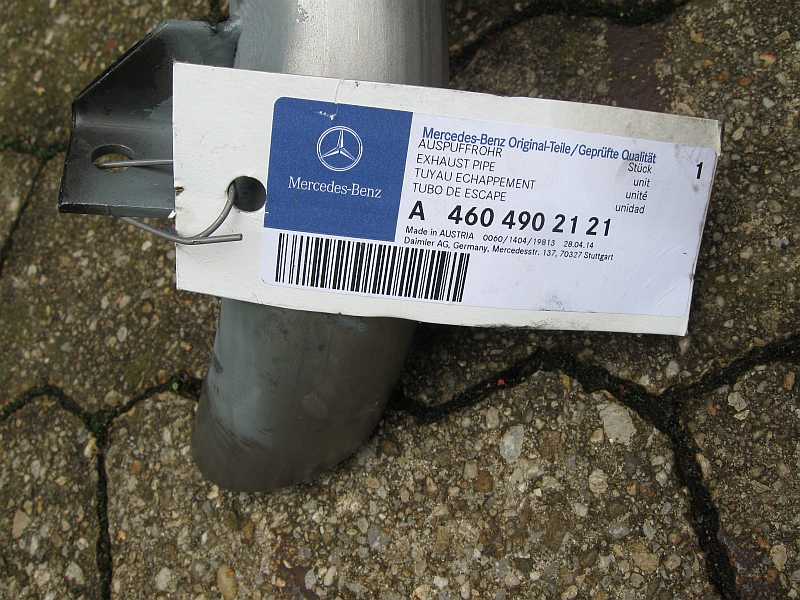 Mercedes-Benz
Mercedes-Benz Original-Teile/Geprüfte Qualität
AUSPUFFROHR Stück 1
EXHAUST PIPE unit
TUYAU ECHAPPEMENT unité
TUBO DE ESCAPE unidad
A 460 490 21 21
Made in AUSTRIA 0060/1404/19813 28.04.14
Daimler AG, Germany, Mercedesstr. 137, 70327 Stuttgart